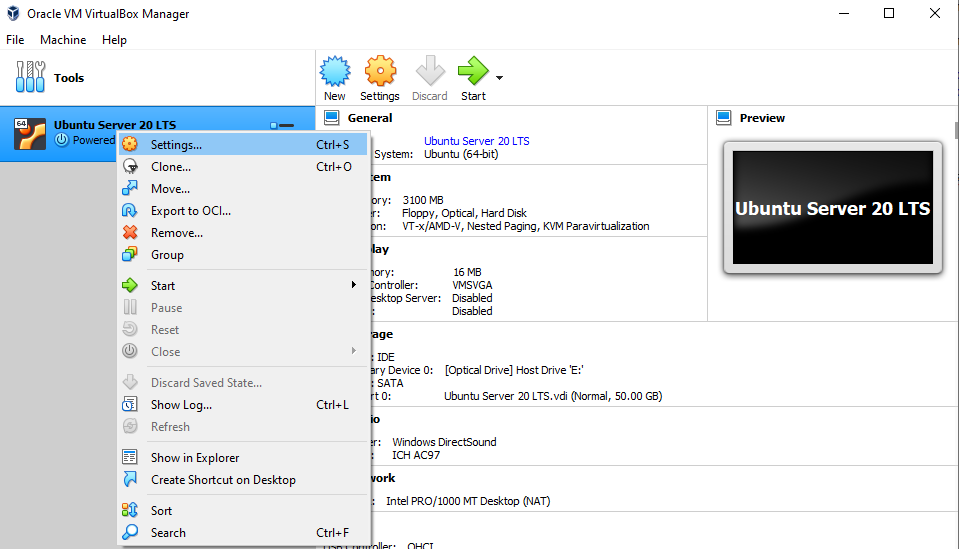 Oracle VM VirtualBox Manager
File Machine Help
Tools
New Settings Discard Start
64
Ubuntu Server 20 LTS
Powered
Settings... Ctrl+S
Clone... Ctrl+O
Move...
Export to OCI...
Remove...
Group
Start
Pause
Reset
Close
Discard Saved State...
Show Log... Ctrl+L
Refresh
Show in Explorer
Create Shortcut on Desktop
Sort
Search Ctrl+F
General
Ubuntu Server 20 LTS
System: Ubuntu (64-bit)
tem
ory: 3100 MB
er: Floppy, Optical, Hard Disk
ion: VT-x/AMD-V, Nested Paging, KVM Paravirtualization
lay
ory: 16 MB
Controller: VMSVGA
esktop Server: Disabled
: Disabled
rage
: IDE
ary Device 0: [Optical Drive] Host Drive 'E:'
: SATA
rt 0: Ubuntu Server 20 LTS.vdi (Normal, 50.00 GB)
io
er: Windows DirectSound
: ICH AC97
work
: Intel PRO/1000 MT Desktop (NAT)
USB Controller: OHCI
Preview
Ubuntu Server 20 LTS